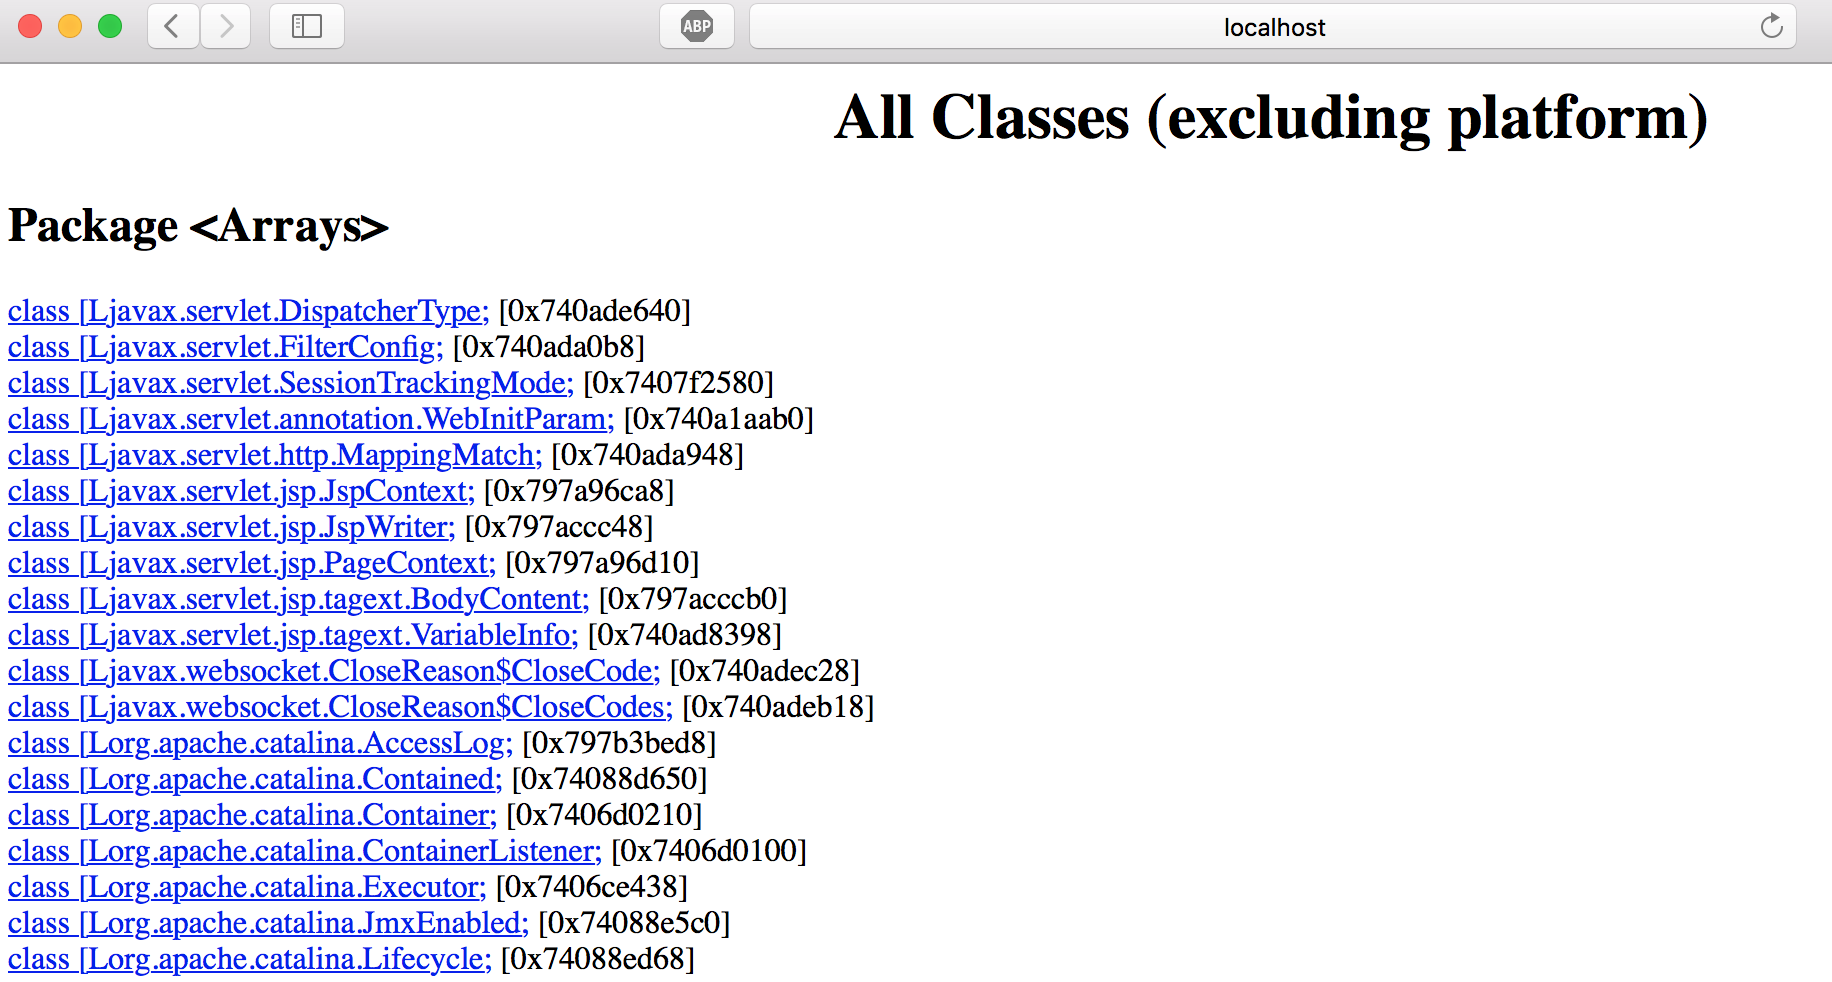 ABP
localhost
All Classes (excluding platform)
Package <Arrays>
class [Ljavax.servlet.DispatcherType; [0x740ade640]
class [Ljavax.servlet.FilterConfig; [0x740ada0b8]
class [Ljavax.servlet.SessionTrackingMode; [0x7407f2580]
class [Ljavax.servlet.annotation.WebInitParam; [0x740a1aab0]
class [Ljavax.servlet.http.MappingMatch; [0x740ada948]
class [Ljavax.servlet.jsp.JspContext; [0x797a96ca8]
class [Ljavax.servlet.jsp.JspWriter; [0x797accc48]
class [Ljavax.servlet.jsp.PageContext; [0x797a96d10]
class [Ljavax.servlet.jsp.tagext.BodyContent; [0x797acccb0]
class [Ljavax.servlet.jsp.tagext.VariableInfo; [0x740ad8398]
class [Ljavax.websocket.CloseReason$CloseCode; [0x740adec28]
class [Ljavax.websocket.CloseReason$CloseCodes; [0x740adeb18]
class [Lorg.apache.catalina.AccessLog; [0x797b3bed8]
class [Lorg.apache.catalina.Contained; [0x74088d650]
class [Lorg.apache.catalina.Container; [0x7406d0210]
class [Lorg.apache.catalina.ContainerListener; [0x7406d0100]
class [Lorg.apache.catalina.Executor; [0x7406ce438]
class [Lorg.apache.catalina.JmxEnabled; [0x74088e5c0]
class [Lorg.apache.catalina.Lifecycle; [0x74088ed68]